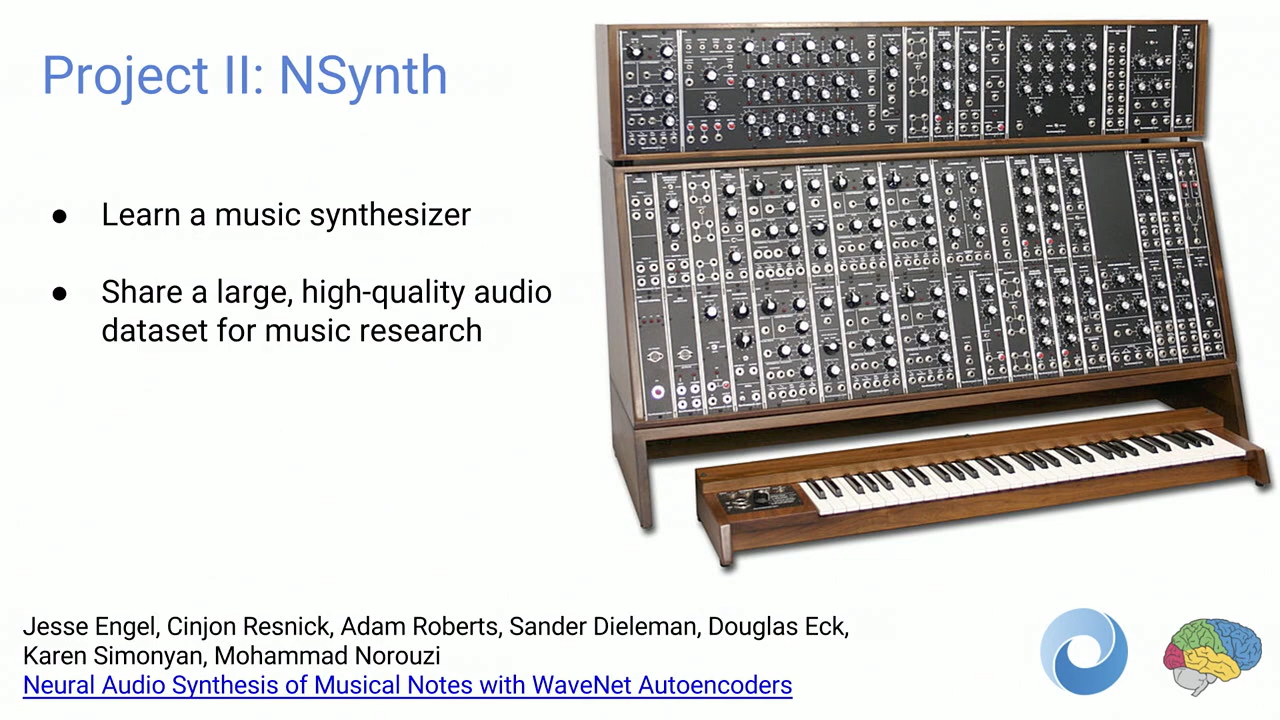 Project II: NSynth
● Learn a music synthesizer
● Share a large, high-quality audio
dataset for music research
Jesse Engel, Cinjon Resnick, Adam Roberts, Sander Dieleman, Douglas Eck,
Karen Simonyan, Mohammad Norouzi
Neural Audio Synthesis of Musical Notes with WaveNet Autoencoders